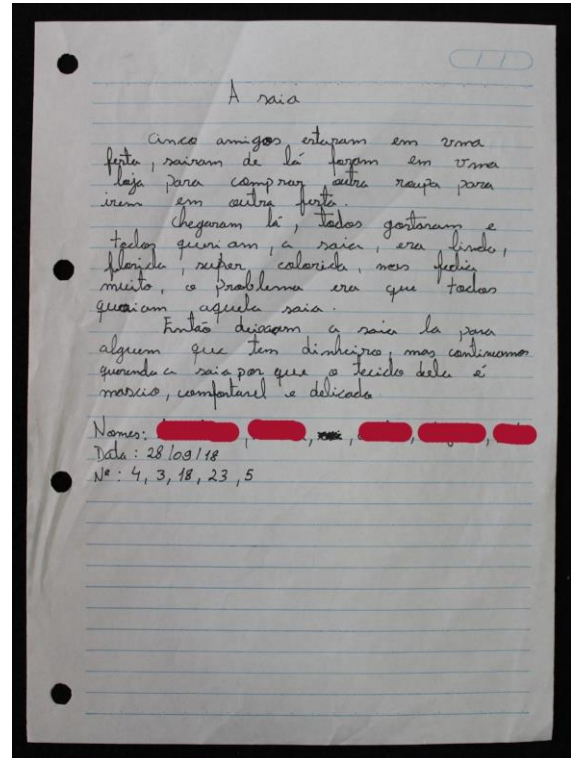 A saia
Cinco amigos estavam em uma
festa, sairam de lá foram em uma
loja para comprar outra roupa para
irem em outra festa.
Chegaram lá, todos gostaram e
todos queriam, a saia, era linda,
florida, super colorida, mas fedia
muito, o problema era que todos
queriam aquela saia.
Então deixam a saia la para
alguem que tem dinheiro, mas continuamos
querendo a saia por que o tecido dela é
mascio, comfortavel e delicado
Nomes: , , , , ,
Data: 28/09/18
Nº: 4, 3, 18, 23, 5